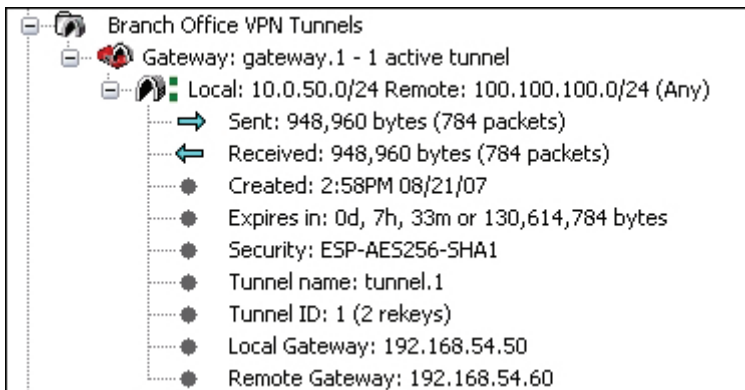 Branch Office VPN Tunnels
Gateway: gateway.1 - 1 active tunnel
Local: 10.0.50.0/24 Remote: 100.100.100.0/24 (Any)
Sent: 948,960 bytes (784 packets)
Received: 948,960 bytes (784 packets)
Created: 2:58PM 08/21/07
Expires in: 0d, 7h, 33m or 130,614,784 bytes
Security: ESP-AES256-SHA1
Tunnel name: tunnel.1
Tunnel ID: 1 (2 rekeys)
Local Gateway: 192.168.54.50
Remote Gateway: 192.168.54.60